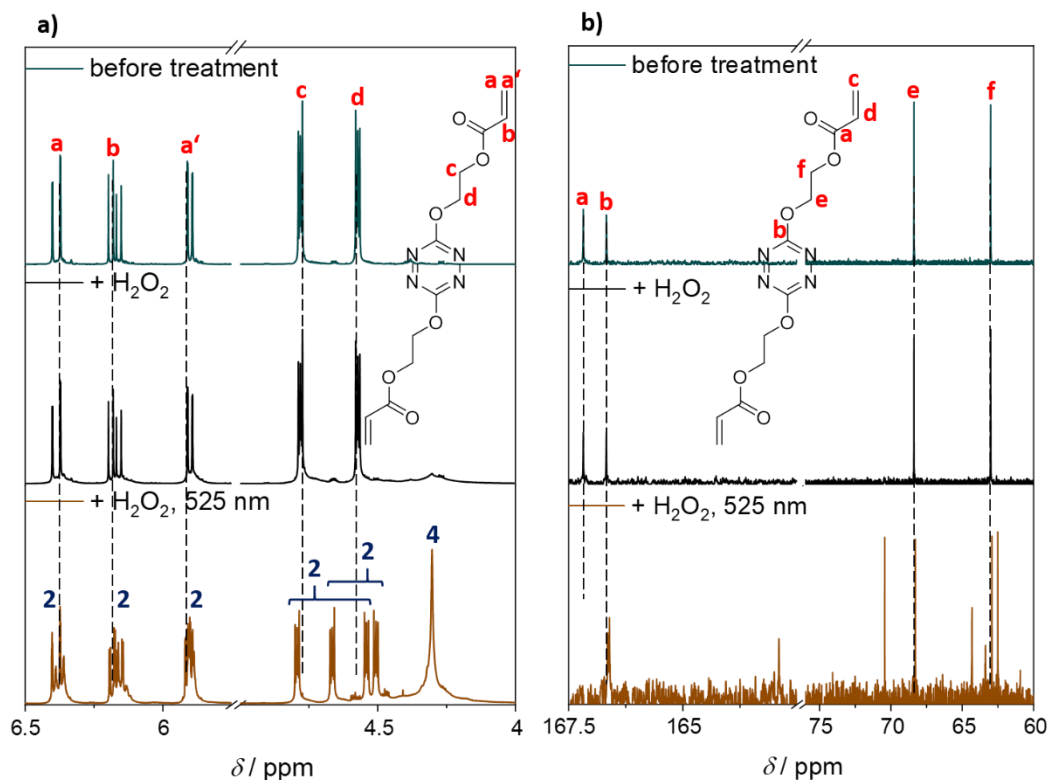 a)
before treatment
a
b
a‘
c
d
a
a‘
b
c
d
O
O
O
N
N
N
N
O
O
O
+ H₂O₂
+ H₂O₂, 525 nm
2
2
2
2
2
4
6.5
6
4.5
4
δ / ppm
b)
before treatment
a
b
e
f
c
d
a
f
e
b
O
O
O
N
N
N
N
O
O
O
+ H₂O₂
+ H₂O₂, 525 nm
167.5
165
75
70
65
60
δ / ppm